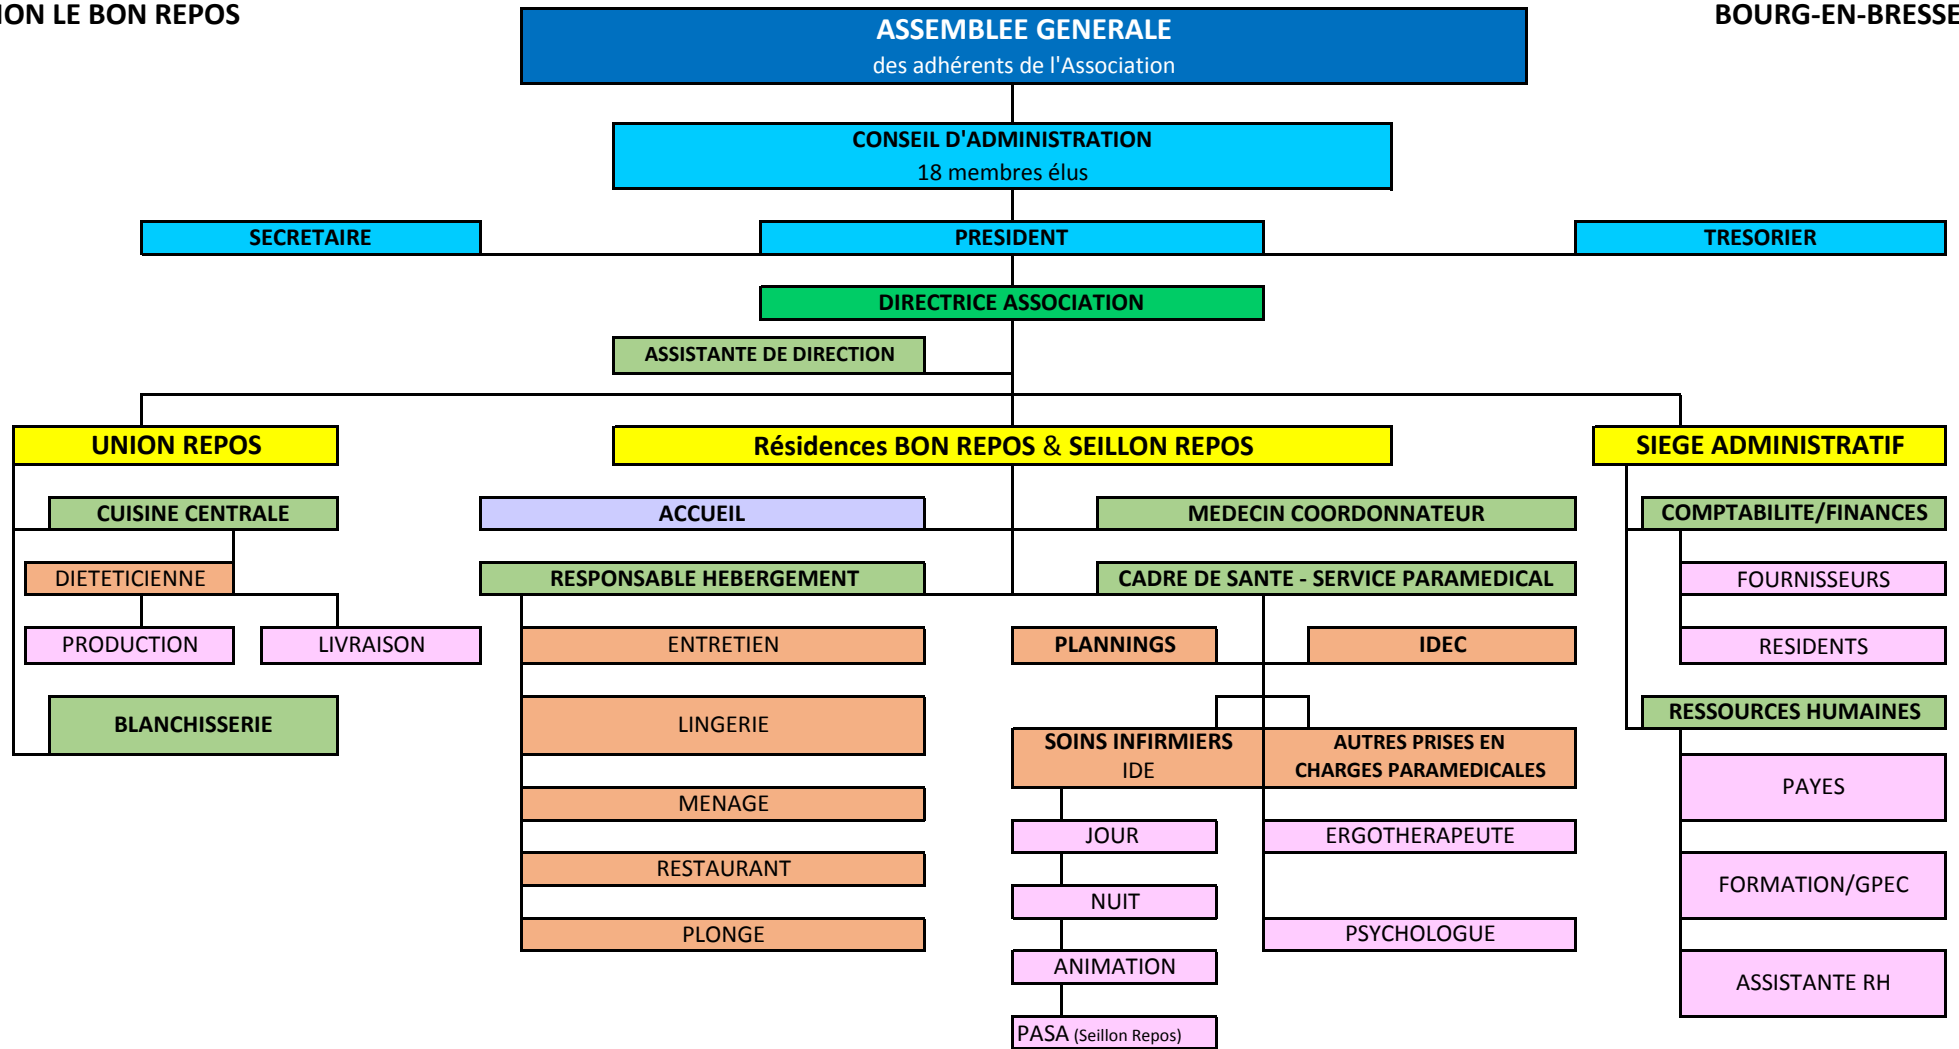 ION LE BON REPOS
BOURG-EN-BRESSE
ASSEMBLEE GENERALE
des adhérents de l'Association
CONSEIL D'ADMINISTRATION
18 membres élus
SECRETAIRE
PRESIDENT
TRESORIER
DIRECTRICE ASSOCIATION
ASSISTANTE DE DIRECTION
UNION REPOS
Résidences BON REPOS & SEILLON REPOS
SIEGE ADMINISTRATIF
CUISINE CENTRALE
ACCUEIL
MEDECIN COORDONNATEUR
COMPTABILITE/FINANCES
DIETETICIENNE
RESPONSABLE HEBERGEMENT
CADRE DE SANTE - SERVICE PARAMEDICAL
FOURNISSEURS
PRODUCTION
LIVRAISON
ENTRETIEN
PLANNINGS
IDEC
RESIDENTS
BLANCHISSERIE
LINGERIE
RESSOURCES HUMAINES
SOINS INFIRMIERS
IDE
AUTRES PRISES EN
CHARGES PARAMEDICALES
MENAGE
PAYES
JOUR
ERGOTHERAPEUTE
RESTAURANT
NUIT
FORMATION/GPEC
PLONGE
PSYCHOLOGUE
ANIMATION
ASSISTANTE RH
PASA (Seillon Repos)